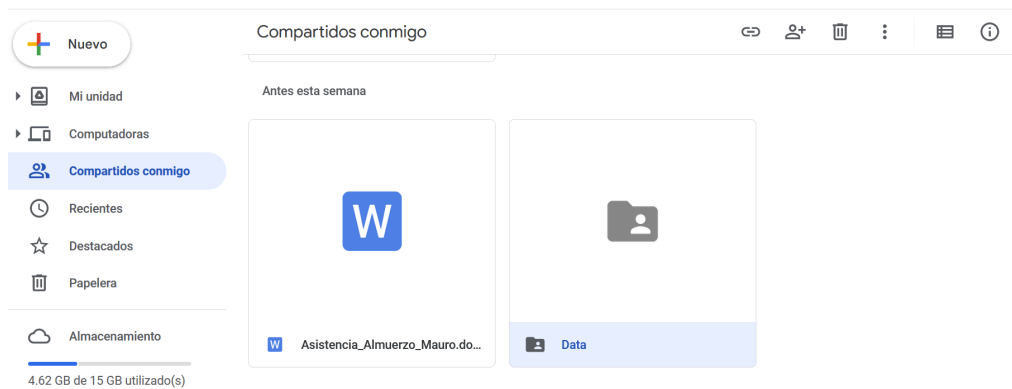 Nuevo
Mi unidad
Computadoras
Compartidos conmigo
Recientes
Destacados
Papelera
Almacenamiento
4.62 GB de 15 GB utilizado(s)
Compartidos conmigo
Antes esta semana
W
W Asistencia_Almuerzo_Mauro.do...
Data